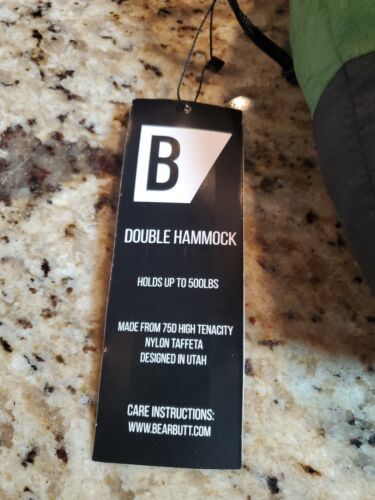 B
DOUBLE HAMMOCK
HOLDS UP TO 500LBS
MADE FROM 75D HIGH TENACITY
NYLON TAFFETA
DESIGNED IN UTAH
CARE INSTRUCTIONS:
WWW.BEARBUTT.COM